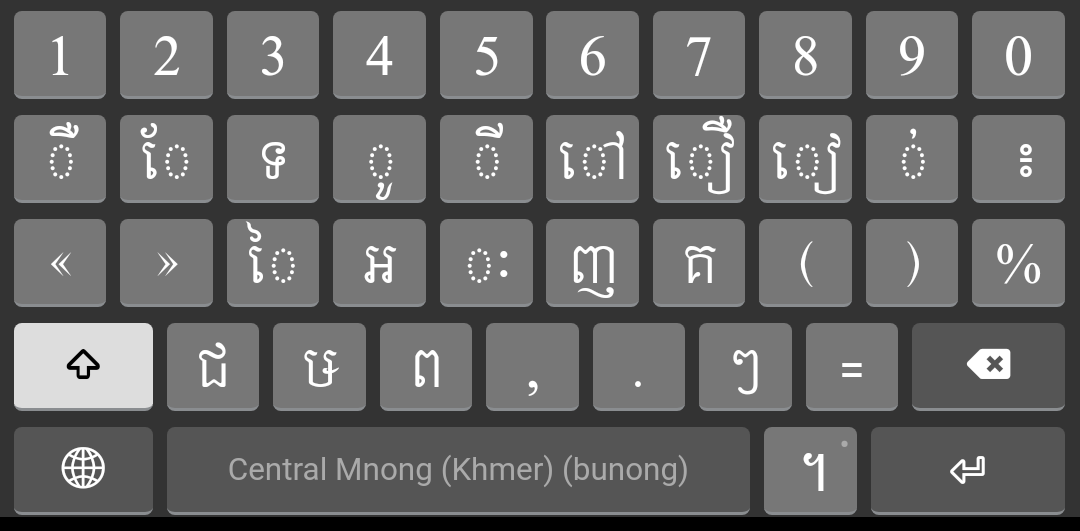 1 2 3 4 5 6 7 8 9 0
ឺ ែ ទ ូ ី ៅ ឿ ៀ ់ ៖
« » ៃ អ ះ ញ គ ( ) %
ជ ម្ស ព , . ៗ =
Central Mnong (Khmer) (bunong) ។